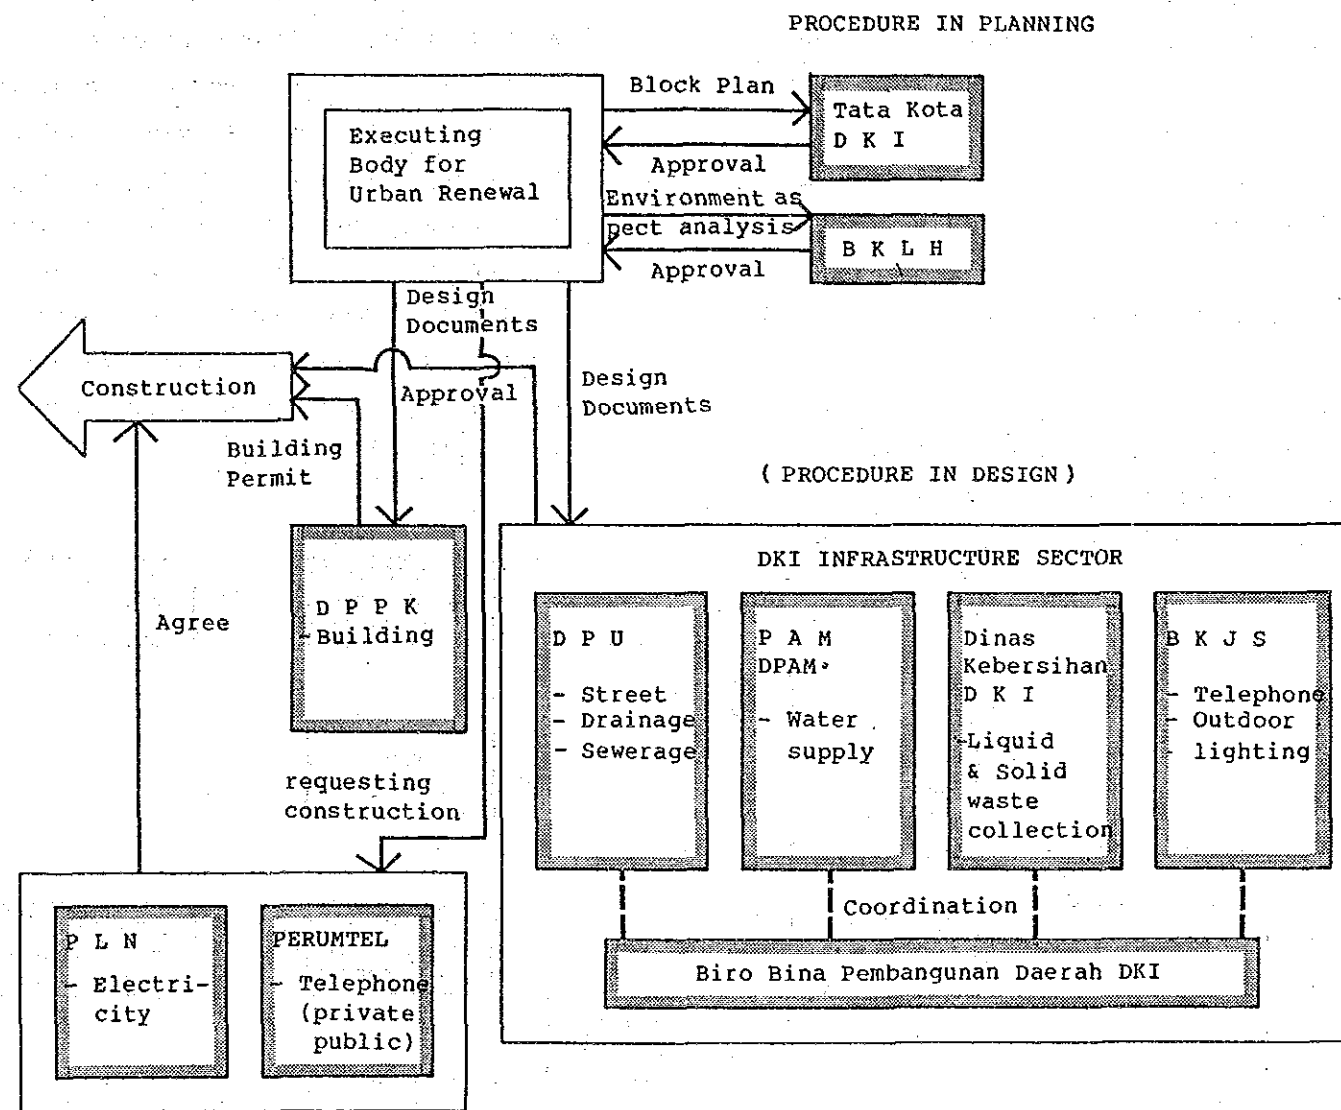 PROCEDURE IN PLANNING
Block Plan
Tata Kota
D K I
Executing
Body for
Urban Renewal
Approval
Environment as
pect analysis
B K L H
Approval
Design
Documents
Construction
Approval
Design
Documents
Building
Permit
( PROCEDURE IN DESIGN )
DKI INFRASTRUCTURE SECTOR
D P P K
- Building
Agree
D P U
- Street
- Drainage
- Sewerage
P A M
DPAM
- Water
supply
Dinas
Kebersihan
D K I
- Liquid
& Solid
waste
collection
B K J S
- Telephone
- Outdoor
- lighting
requesting
construction
Coordination
P L N
- Electri-
city
PERUMTEL
- Telephone
(private
public)
Biro Bina Pembangunan Daerah DKI